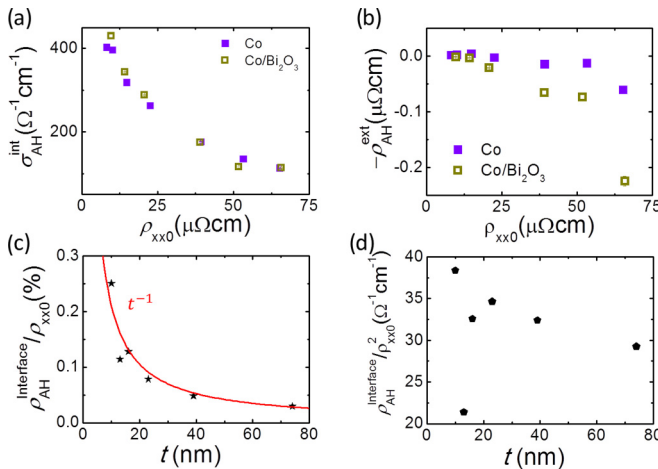 (a)
400
200
0
25
50
75
σ_AH^int(Ω⁻¹cm⁻¹)
ρ_xx0(μΩcm)
Co
Co/Bi₂O₃
(b)
0.0
-0.1
-0.2
0
25
50
75
−ρ_AH^ext(μΩcm)
ρ_xx0(μΩcm)
Co
Co/Bi₂O₃
(c)
0.3
0.2
0.1
0.0
0
20
40
60
80
ρ_AH^Interface/ρ_xx0(%)
t (nm)
t⁻¹
(d)
40
35
30
25
20
0
20
40
60
80
ρ_AH^Interface/ρ_xx0^2(Ω⁻¹cm⁻¹)
t (nm)